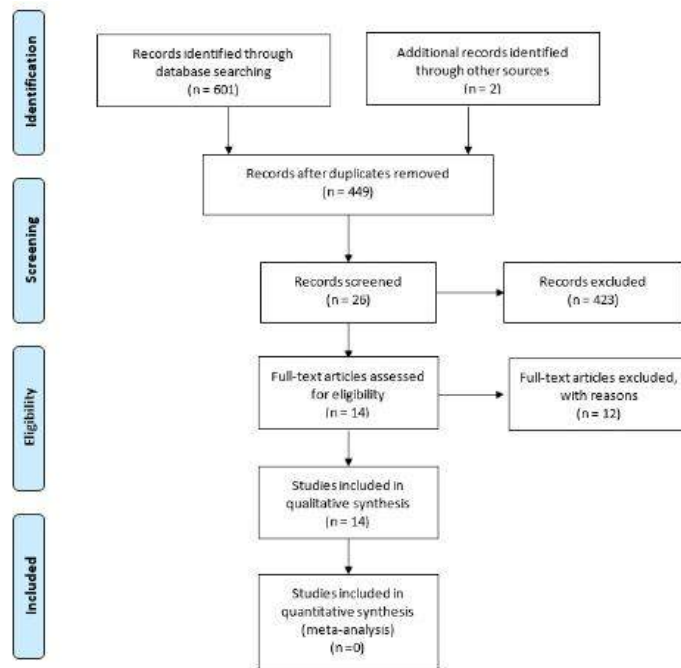 Identification
Records identified through
database searching
(n = 601)
Additional records identified
through other sources
(n = 2)
Records after duplicates removed
(n = 449)
Screening
Records screened
(n = 26)
Records excluded
(n = 423)
Eligibility
Full-text articles assessed
for eligibility
(n = 14)
Full-text articles excluded,
with reasons
(n = 12)
Studies included in
qualitative synthesis
(n = 14)
Included
Studies included in
quantitative synthesis
(meta-analysis)
(n =0)